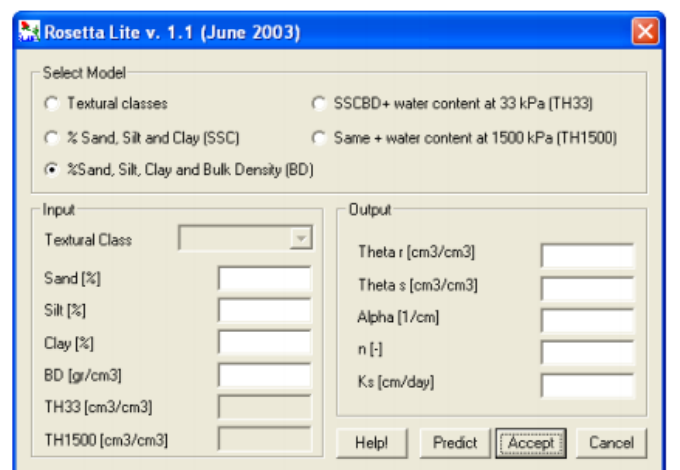 Rosetta Lite v. 1.1 (June 2003)
Select Model
Textural classes
SSCBD+ water content at 33 kPa (TH33)
% Sand, Silt and Clay (SSC)
Same + water content at 1500 kPa (TH1500)
%Sand, Silt, Clay and Bulk Density (BD)
Input
Textural Class
Sand [%]
Silt [%]
Clay [%]
BD [gr/cm3]
TH33 [cm3/cm3]
TH1500 [cm3/cm3]
Output
Theta r [cm3/cm3]
Theta s [cm3/cm3]
Alpha [1/cm]
n [-]
Ks [cm/day]
Help!
Predict
Accept
Cancel